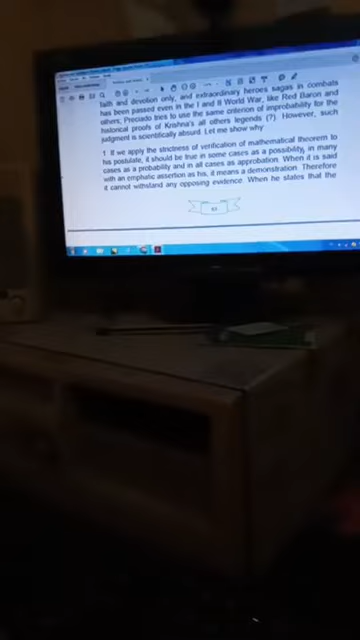 faith and devotion only, and extraordinary heroes sagas in combats
has been passed even in the I and II World War, like Red Baron and
others; Preciado tries to use the same criterion of improbability for the
historical proofs of Krishna's all others legends (?). However, such
judgment is scientifically absurd. Let me show why
1 If we apply the strictness of verification of mathematical theorem to
his postulate, it should be true in some cases as a possibility, in many
cases as a probability and in all cases as approbation. When it is said
with an emphatic assertion as his, it means a demonstration. Therefore
it cannot withstand any opposing evidence. When he states that the